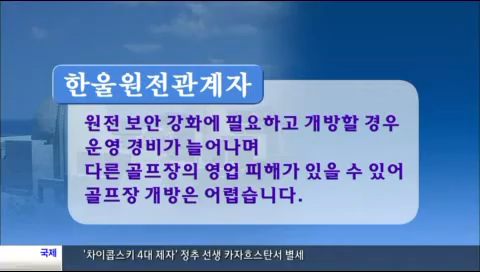 한울원전관계자
원전 보안 강화에 필요하고 개방할 경우
운영 경비가 늘어나며
다른 골프장의 영업 피해가 있을 수 있어
골프장 개방은 어렵습니다.
국제 '차이콥스키 4대 제자' 정추 선생 카자흐스탄서 별세